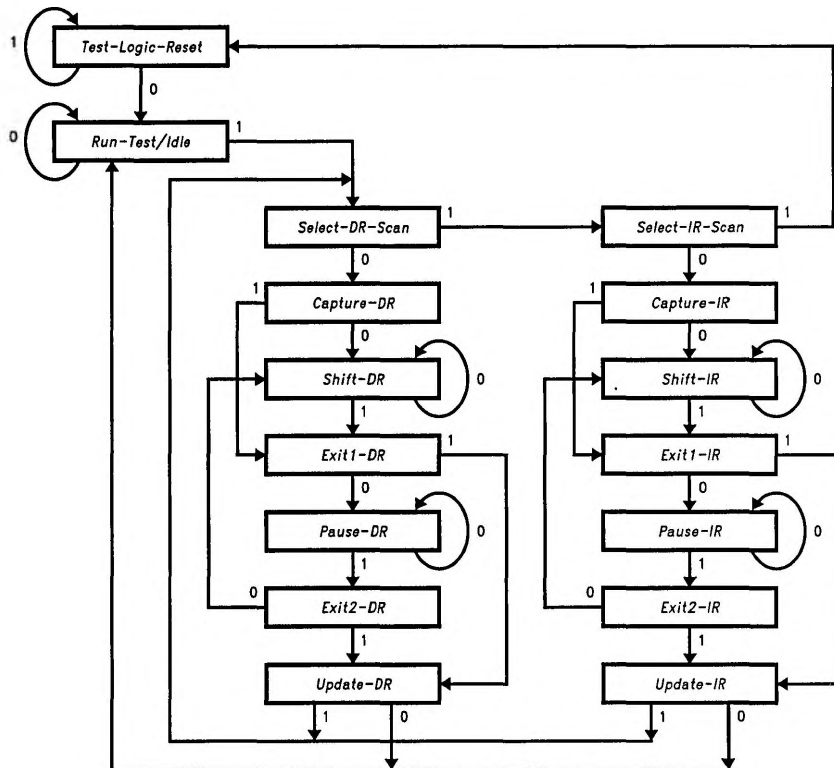 1
Test-Logic-Reset
0
0
Run-Test/Idle
1
Select-DR-Scan
1
Select-IR-Scan
1
0
0
1
Capture-DR
1
Capture-IR
0
0
Shift-DR
0
Shift-IR
0
1
1
Exit1-DR
1
Exit1-IR
1
0
0
Pause-DR
0
Pause-IR
0
1
1
0
Exit2-DR
0
Exit2-IR
1
1
Update-DR
Update-IR
1
0
1
0